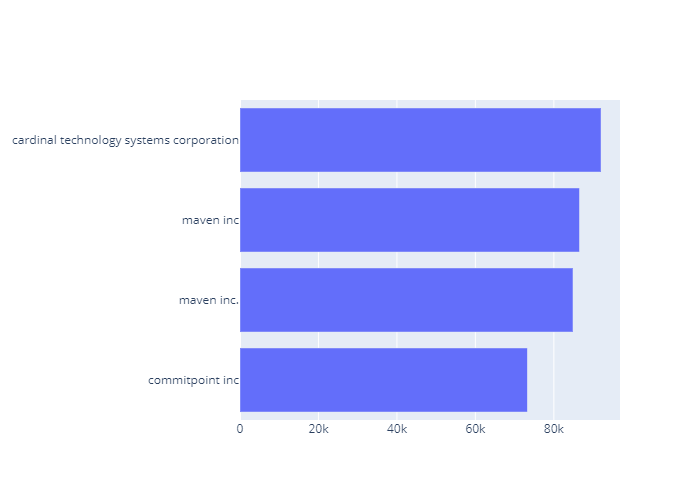 cardinal technology systems corporation
maven inc
maven inc.
commitpoint inc
0 20k 40k 60k 80k